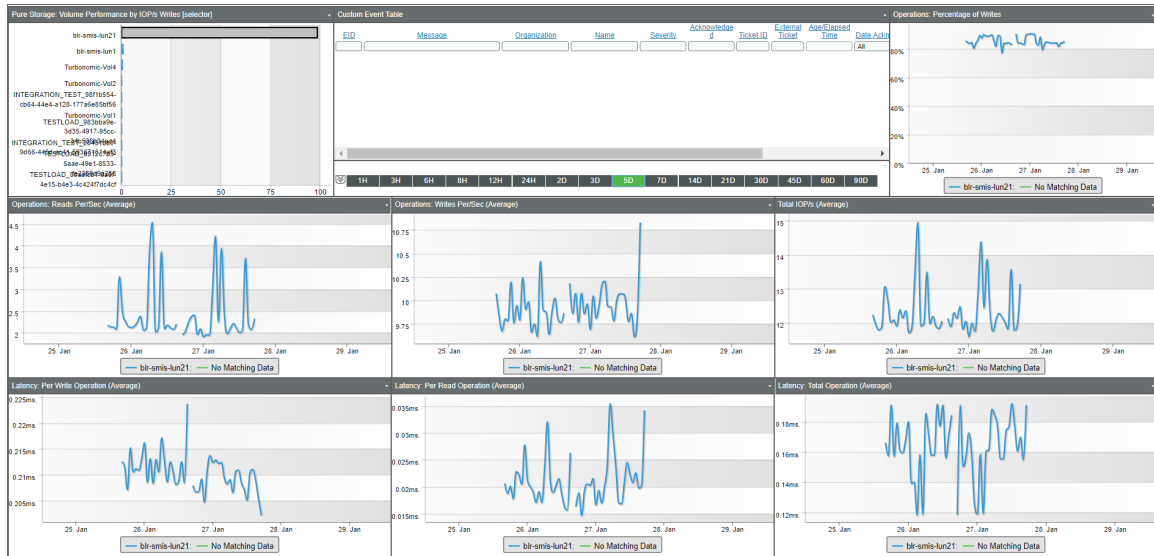 Pure Storage: Volume Performance by IOP/s Writes [selector]
blr-smis-lun21
blr-smis-lun1
Turbonomic-Vol4
Turbonomic-Vol2
INTEGRATION_TEST_98f1b554-
cb64-44e4-a128-177a6e85bf56
Turbonomic-Vol1
TESTLOAD_983bba9e-
3d35-4917-95cc-
5aae-49e1-8533-
4e15-b4e3-4c424f7dc4cf
0 25 50 75 100
Custom Event Table
EID Message Organization Name Severity Acknowledge
d Ticket ID External
Ticket Age/Elapsed
Time Date Ackn
All
1H 3H 6H 8H 12H 24H 2D 3D 5D 7D 14D 21D 30D 45D 60D 90D
Operations: Percentage of Writes
80%
60%
40%
20%
0%
25. Jan 26. Jan 27. Jan 28. Jan 29. Jan
blr-smis-lun21: No Matching Data
Operations: Reads Per/Sec (Average)
4.5
4
3.5
3
2.5
2
25. Jan 26. Jan 27. Jan 28. Jan 29. Jan
blr-smis-lun21: No Matching Data
Operations: Writes Per/Sec (Average)
10.75
10.5
10.25
10
9.75
25. Jan 26. Jan 27. Jan 28. Jan 29. Jan
blr-smis-lun21: No Matching Data
Total IOP/s (Average)
15
14
13
12
25. Jan 26. Jan 27. Jan 28. Jan 29. Jan
blr-smis-lun21: No Matching Data
Latency: Per Write Operation (Average)
0.225ms.
0.22ms.
0.215ms.
0.21ms.
0.205ms.
25. Jan 26. Jan 27. Jan 28. Jan 29. Jan
blr-smis-lun21: No Matching Data
Latency: Per Read Operation (Average)
0.035ms.
0.03ms.
0.025ms.
0.02ms.
0.015ms.
25. Jan 26. Jan 27. Jan 28. Jan 29. Jan
blr-smis-lun21: No Matching Data
Latency: Total Operation (Average)
0.18ms.
0.16ms.
0.14ms.
0.12ms.
25. Jan 26. Jan 27. Jan 28. Jan 29. Jan
blr-smis-lun21: No Matching Data